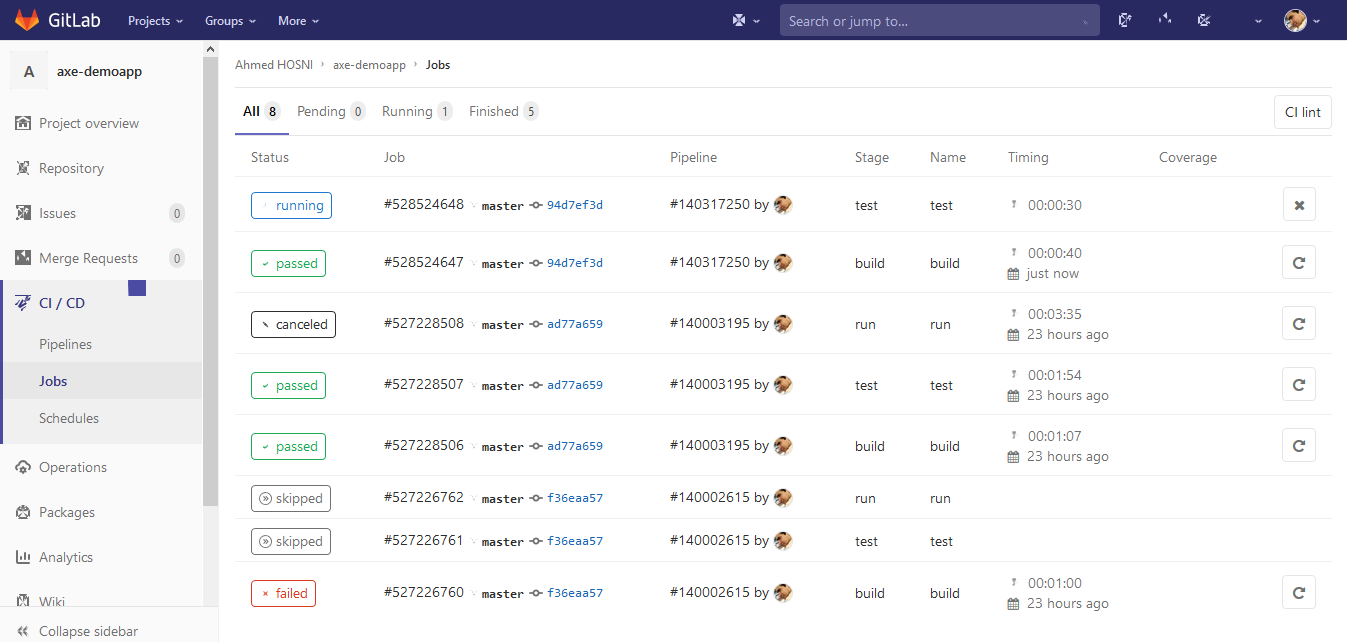 GitLab Projects Groups More Search or jump to...
A axe-demoapp
Project overview
Repository
Issues 0
Merge Requests 0
CI / CD
Pipelines
Jobs
Schedules
Operations
Packages
Analytics
Wiki
Collapse sidebar
Ahmed HOSNI › axe-demoapp › Jobs
All 8 Pending 0 Running 1 Finished 5 CI lint
Status Job Pipeline Stage Name Timing Coverage
running #528524648 master 94d7ef3d #140317250 by test test 00:00:30
passed #528524647 master 94d7ef3d #140317250 by build build 00:00:40
just now
canceled #527228508 master ad77a659 #140003195 by run run 00:03:35
23 hours ago
passed #527228507 master ad77a659 #140003195 by test test 00:01:54
23 hours ago
passed #527228506 master ad77a659 #140003195 by build build 00:01:07
23 hours ago
skipped #527226762 master f36eaa57 #140002615 by run run
skipped #527226761 master f36eaa57 #140002615 by test test
failed #527226760 master f36eaa57 #140002615 by build build 00:01:00
23 hours ago